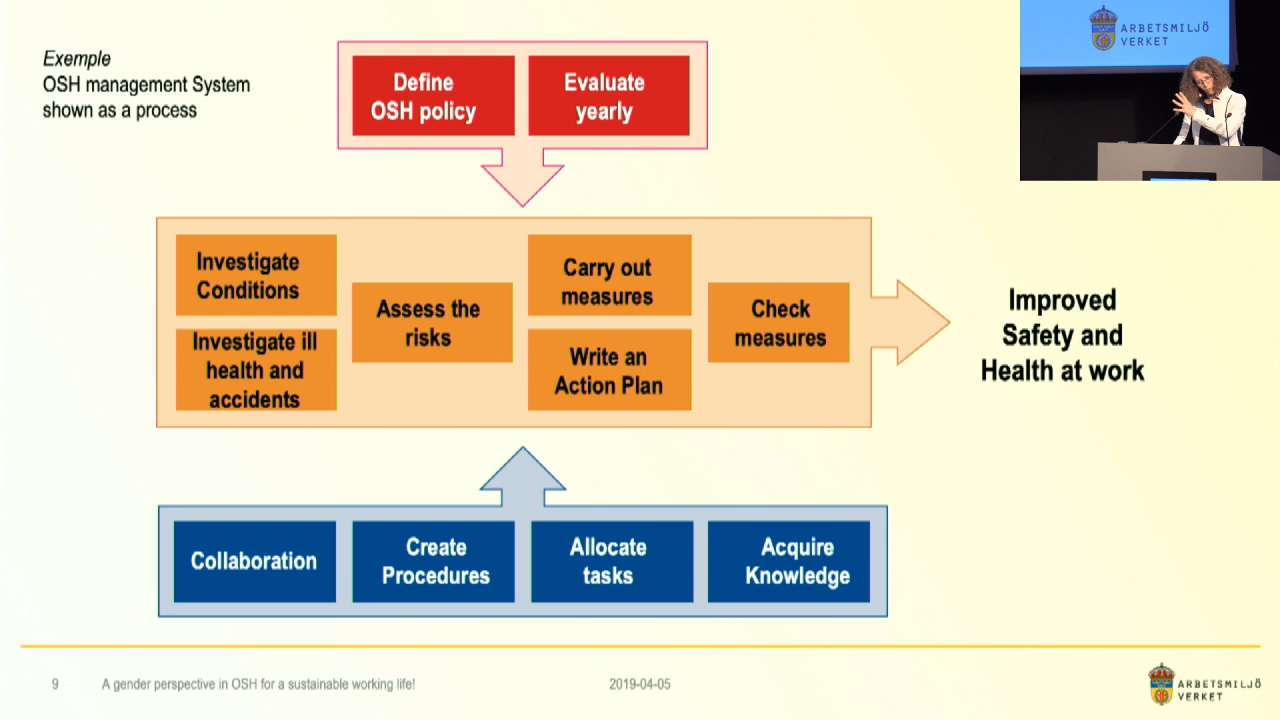 Exemple
OSH management System
shown as a process
Define
OSH policy
Evaluate
yearly
ARBETSMILJÖ
VERKET
Investigate
Conditions
Investigate ill
health and
accidents
Assess the
risks
Carry out
measures
Write an
Action Plan
Check
measures
Improved
Safety and
Health at work
Collaboration
Create
Procedures
Allocate
tasks
Acquire
Knowledge
9
A gender perspective in OSH for a sustainable working life!
2019-04-05
ARBETSMILJÖ
VERKET